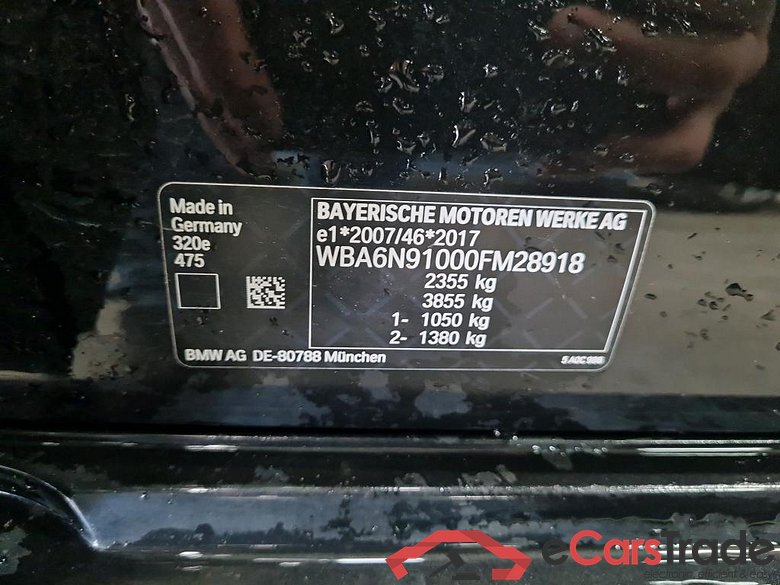 Made in
Germany
320e
475
BAYERISCHE MOTOREN WERKE AG
e1*2007/46*2017
WBA6N91000FM28918
2355 kg
3855 kg
1- 1050 kg
2- 1380 kg
BMW AG DE-80788 München
eCarsTrade